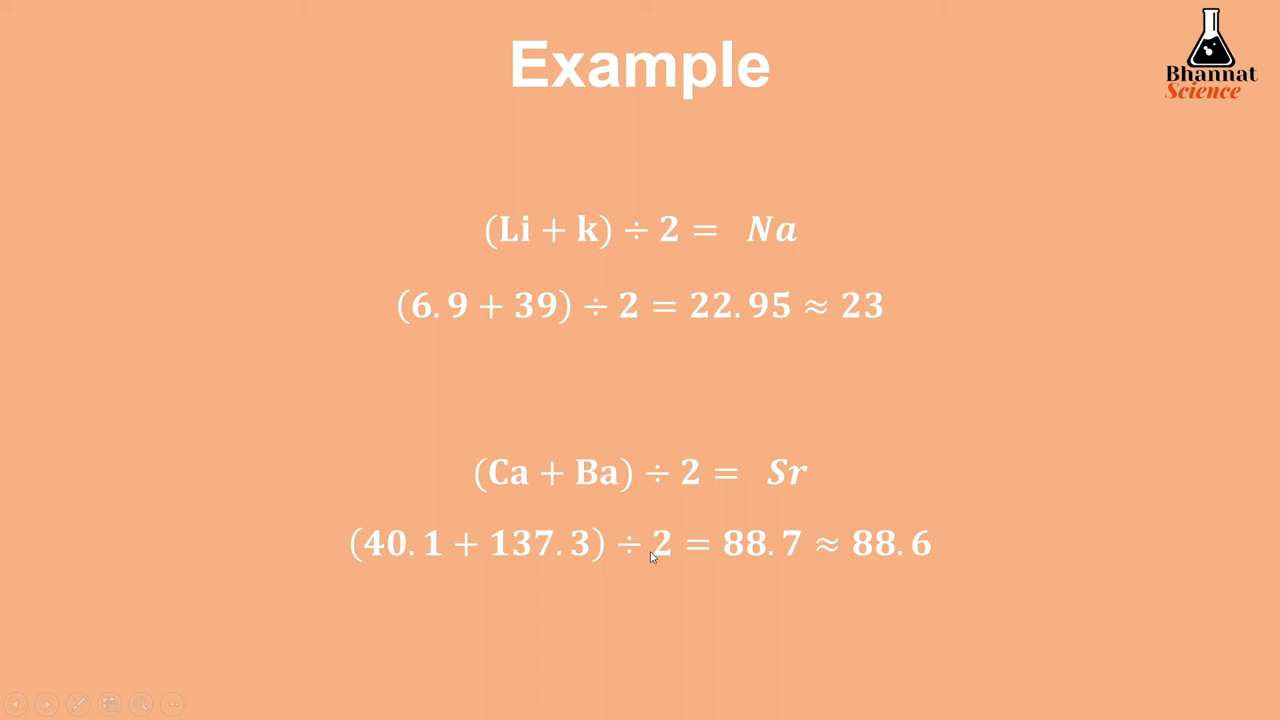 Example
Bhannat
Science
(Li + k) ÷ 2 = Na
(6.9 + 39) ÷ 2 = 22.95 ≈ 23
(Ca + Ba) ÷ 2 = Sr
(40.1 + 137.3) ÷ 2 = 88.7 ≈ 88.6